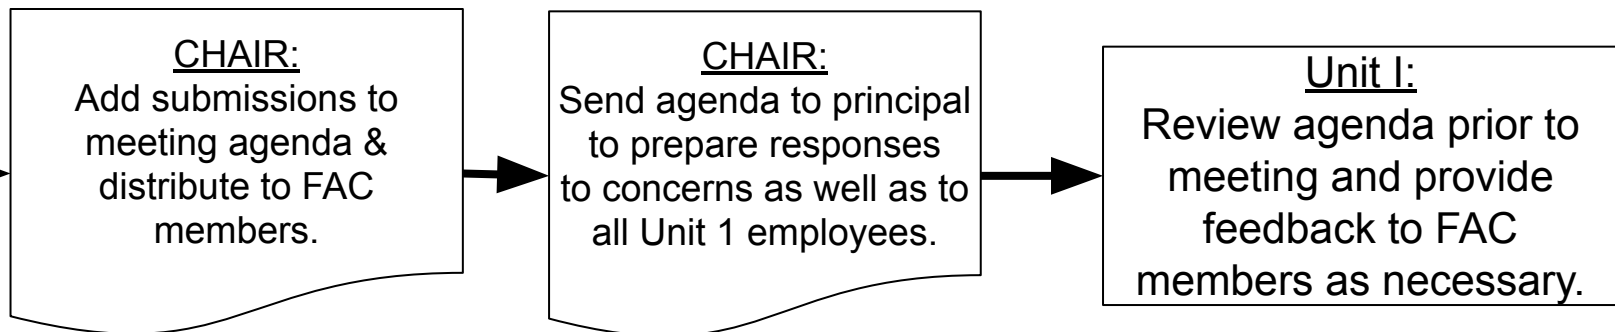 CHAIR:
Add submissions to
meeting agenda &
distribute to FAC
members.
CHAIR:
Send agenda to principal
to prepare responses
to concerns as well as to
all Unit 1 employees.
Unit I:
Review agenda prior to
meeting and provide
feedback to FAC
members as necessary.